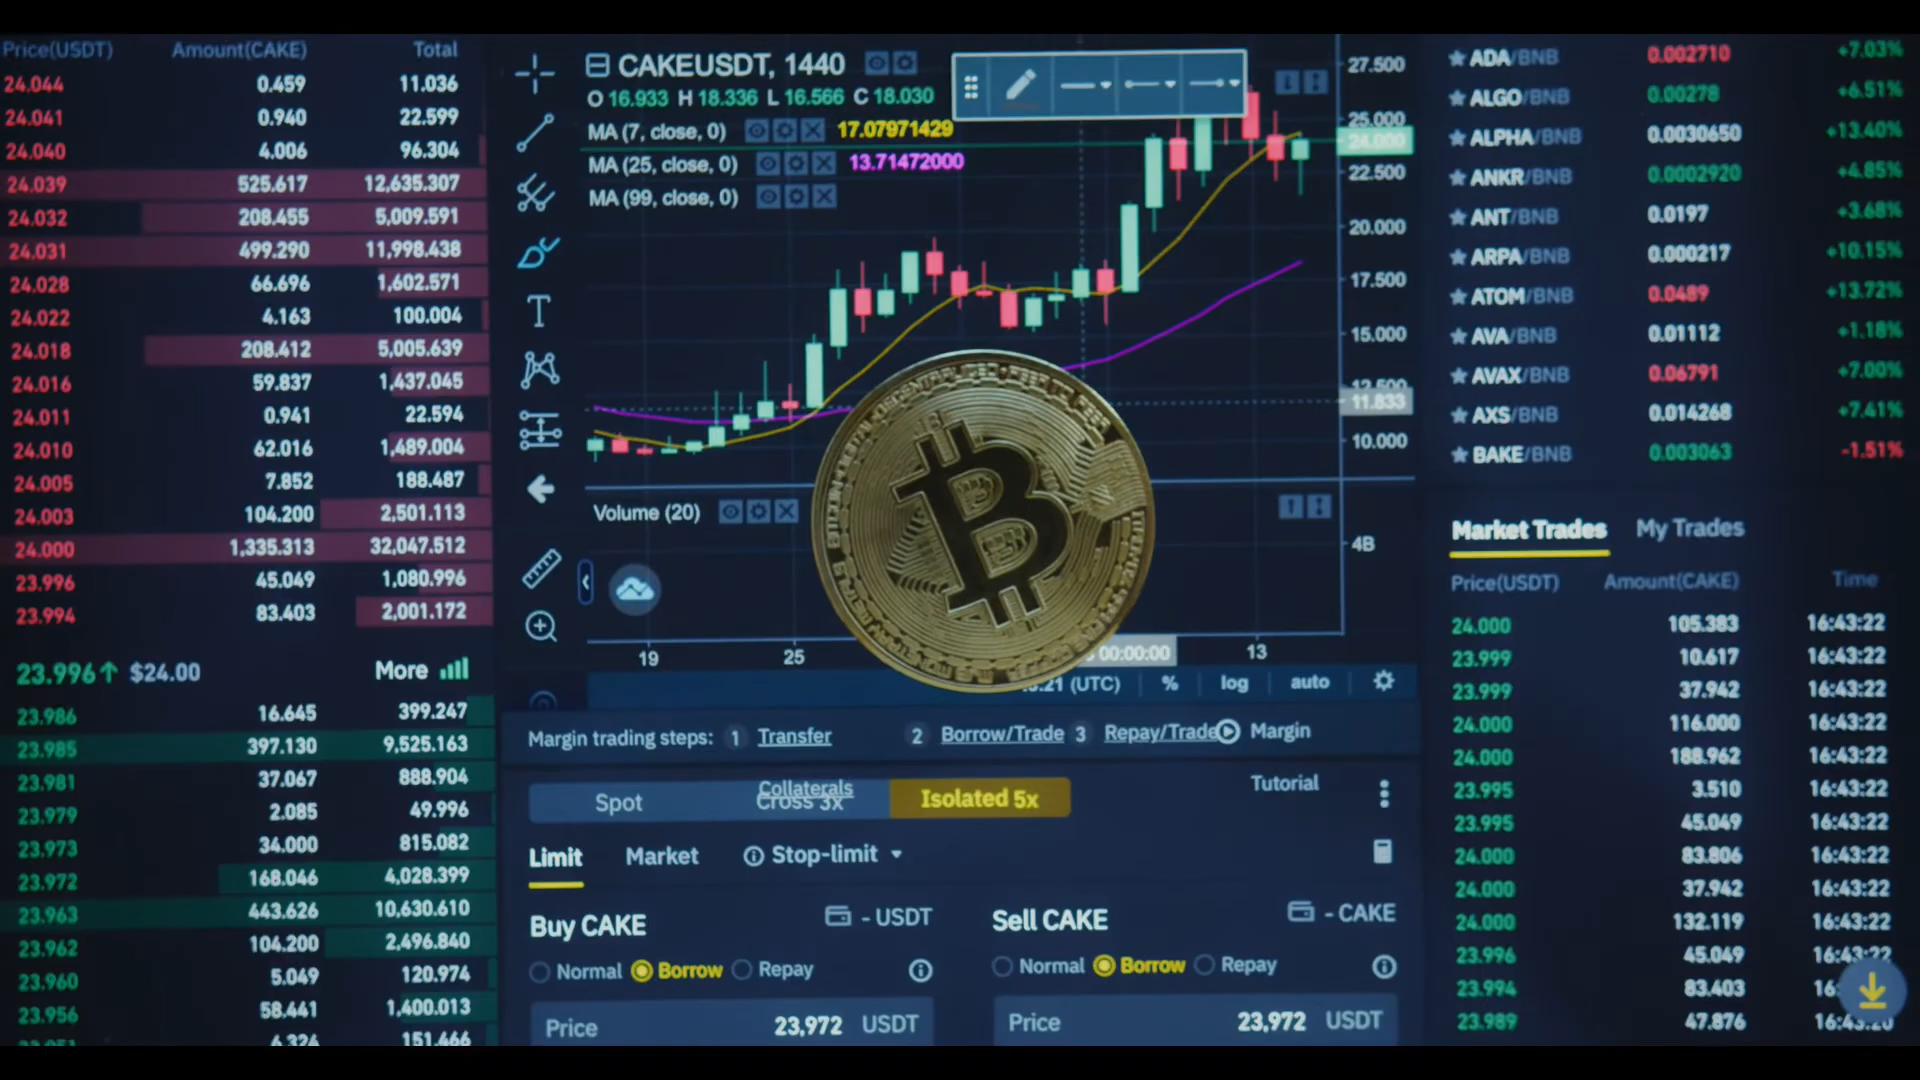 Price(USDT) Amount(CAKE) Total
24.044 0.459 11.036
24.041 0.940 22.599
24.040 4.006 96.304
24.039 525.617 12,635.307
24.032 208.455 5,009.591
24.031 499.290 11,998.438
24.028 66.696 1,602.571
24.022 4.163 100.004
24.018 208.412 5,005.639
24.016 59.837 1,437.045
24.011 0.941 22.594
24.010 62.016 1,489.004
24.005 7.852 188.487
24.003 104.200 2,501.113
24.000 1,335.313 32,047.512
23.996 45.049 1,080.996
23.994 83.403 2,001.172
23.996↑ $24.00 More
23.986 16.645 399.247
23.985 397.130 9,525.163
23.981 37.067 888.904
23.979 2.085 49.996
23.973 34.000 815.082
23.972 168.046 4,028.399
23.963 443.626 10,630.610
23.962 104.200 2,496.840
23.960 5.049 120.974
23.956 58.441 1,400.013
4.324 151.466
CAKEUSDT, 1440
O 16.933 H 18.336 L 16.566 C 18.030
MA (7, close, 0) 17.07971429
MA (25, close, 0) 13.71472000
MA (99, close, 0)
27.500
25.000
24.000
22.500
20.000
17.500
15.000
12.500
11.833
10.000
Volume (20)
4B
19 25 00:00:00 13
21 (UTC) % log auto
Margin trading steps: 1 Transfer 2 Borrow/Trade 3 Repay/Trade Margin
Collaterals Tutorial
Spot Cross 3x Isolated 5x
Limit Market Stop-limit
Buy CAKE - USDT
Normal Borrow Repay
Price 23,972 USDT
Sell CAKE - CAKE
Normal Borrow Repay
Price 23,972 USDT
ADA/BNB 0.002710 +7.03%
ALGO/BNB 0.00278 +6.51%
ALPHA/BNB 0.0030650 +13.40%
ANKR/BNB 0.0002920 +4.85%
ANT/BNB 0.0197 +3.68%
ARPA/BNB 0.000217 +10.15%
ATOM/BNB 0.0489 +13.72%
AVA/BNB 0.01112 +1.18%
AVAX/BNB 0.06791 +7.00%
AXS/BNB 0.014268 +7.41%
BAKE/BNB 0.003063 -1.51%
Market Trades My Trades
Price(USDT) Amount(CAKE) Time
24.000 105.383 16:43:22
23.999 10.617 16:43:22
23.999 37.942 16:43:22
24.000 116.000 16:43:22
24.000 188.962 16:43:22
23.995 3.510 16:43:22
23.995 45.049 16:43:22
24.000 83.806 16:43:22
24.000 37.942 16:43:22
24.000 132.119 16:43:22
23.996 45.049 16:43:22
23.994 83.403 16:
23.989 47.876 16:43:20